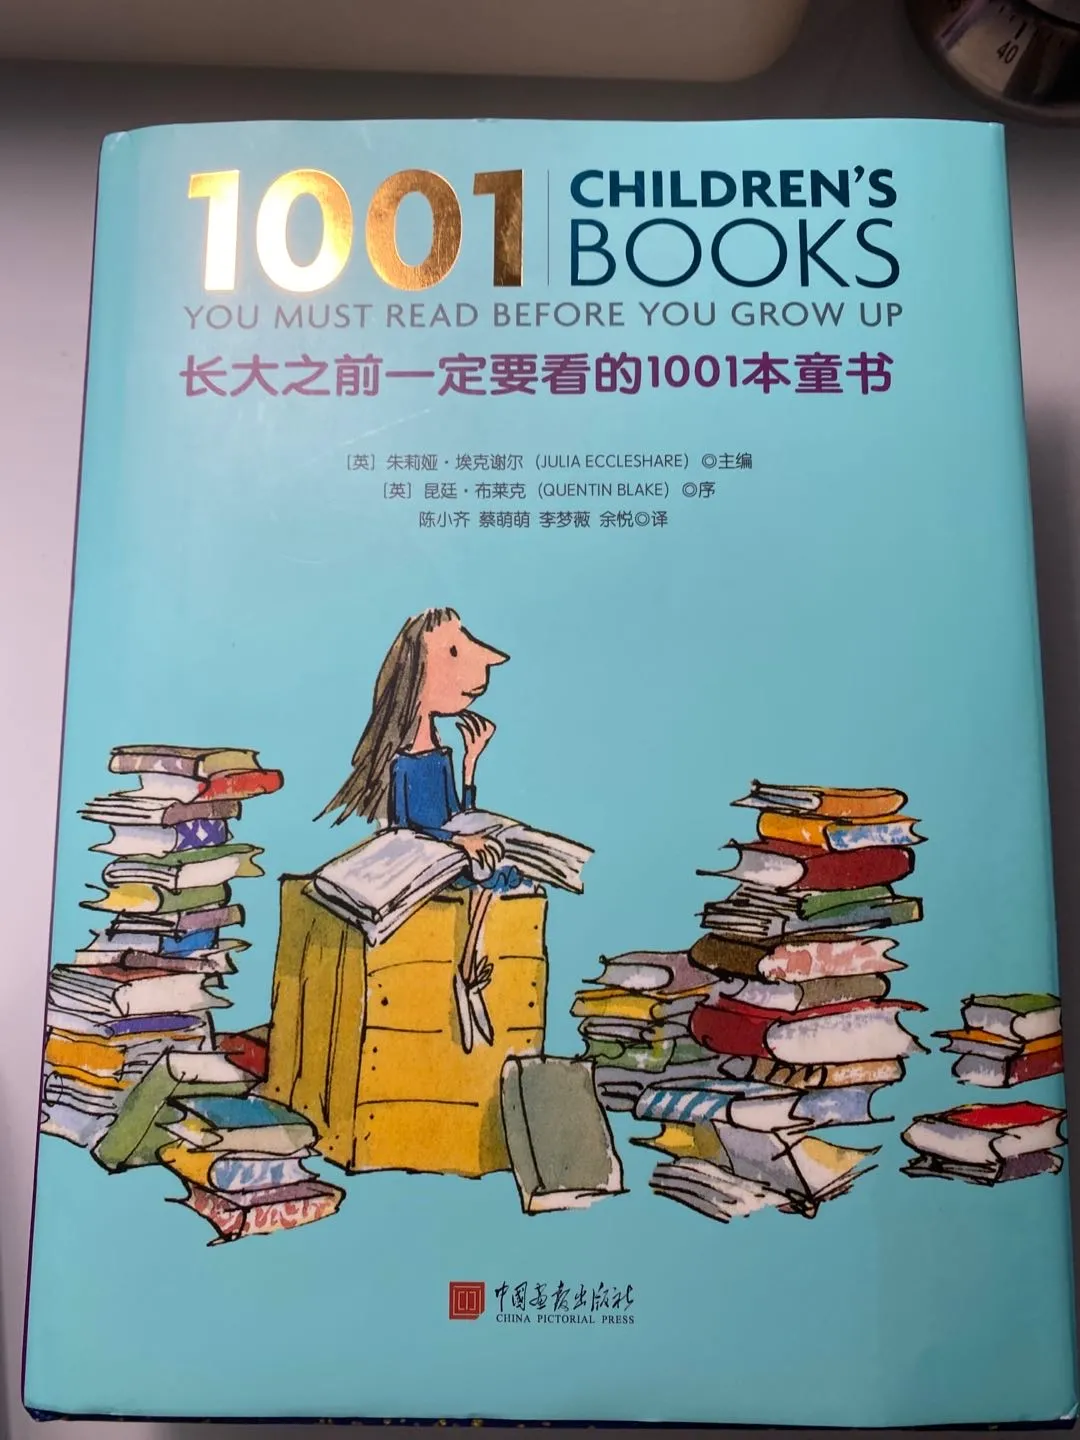 1001 CHILDREN'S
BOOKS
YOU MUST READ BEFORE YOU GROW UP
长大之前一定要看的1001本童书
[英] 朱莉娅·埃克谢尔 (JULIA ECCLESHARE) ◎主编
[英] 昆廷·布莱克 (QUENTIN BLAKE) ◎序
陈小齐 蔡萌萌 李梦薇 余悦◎译
中国画报出版社
CHINA PICTORIAL PRESS
40